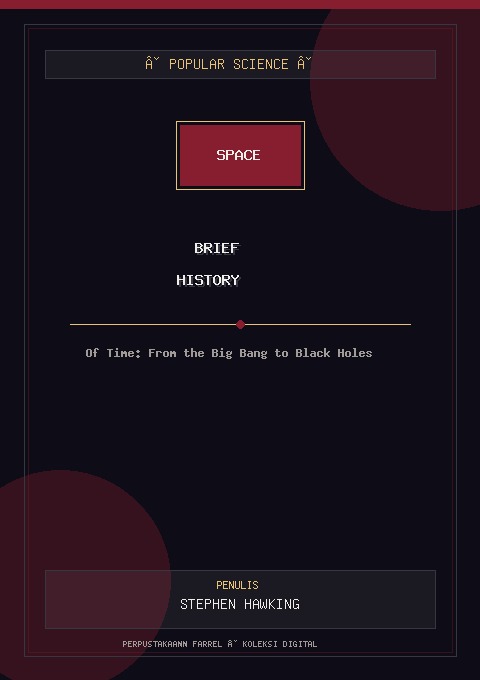 Â˘ POPULAR SCIENCE Â˘
SPACE
BRIEF
HISTORY
Of Time: From the Big Bang to Black Holes
PENULIS
STEPHEN HAWKING
PERPUSTAKAANN FARREL Â˘ KOLEKSI DIGITAL